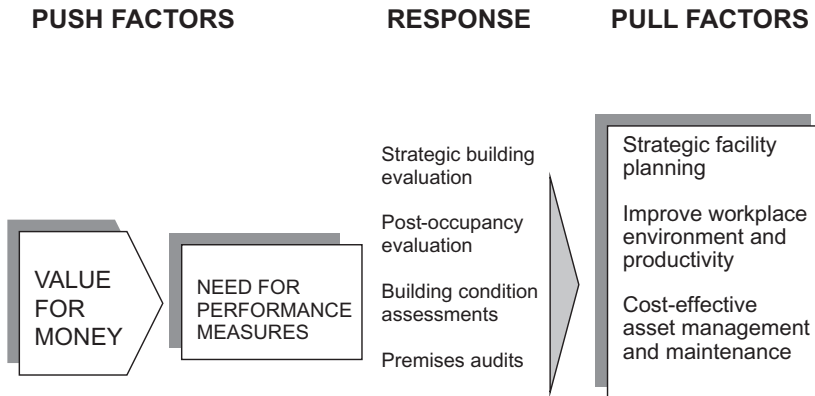 PUSH FACTORS
RESPONSE
PULL FACTORS
VALUE
FOR
MONEY
NEED FOR
PERFORMANCE
MEASURES
Strategic building
evaluation
Post-occupancy
evaluation
Building condition
assessments
Premises audits
Strategic facility
planning
Improve workplace
environment and
productivity
Cost-effective
asset management
and maintenance